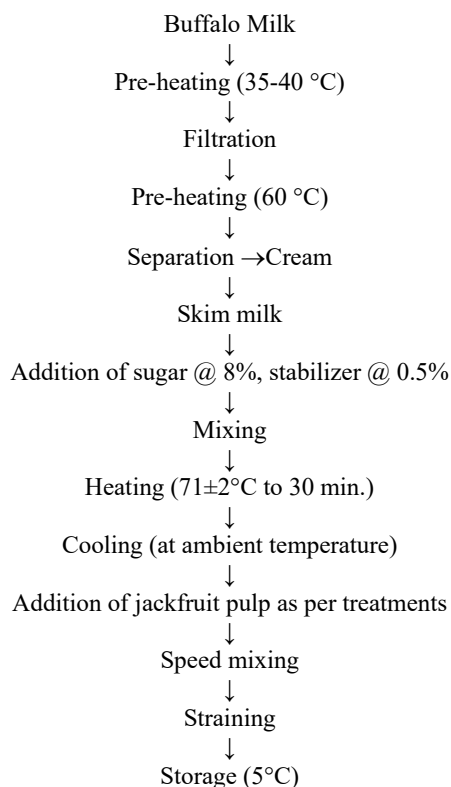 Buffalo Milk
↓
Pre-heating (35-40 °C)
↓
Filtration
↓
Pre-heating (60 °C)
↓
Separation →Cream
↓
Skim milk
↓
Addition of sugar @ 8%, stabilizer @ 0.5%
↓
Mixing
↓
Heating (71±2°C to 30 min.)
↓
Cooling (at ambient temperature)
↓
Addition of jackfruit pulp as per treatments
↓
Speed mixing
↓
Straining
↓
Storage (5°C)